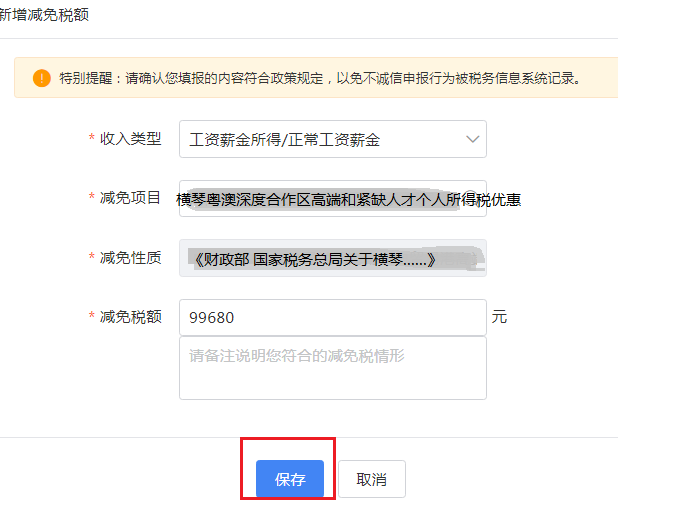 新增减免税额
特别提醒：请确认您填报的内容符合政策规定，以免不诚信申报行为被税务信息系统记录。
* 收入类型 工资薪金所得/正常工资薪金
* 减免项目 横琴粤澳深度合作区高端和紧缺人才个人所得税优惠
* 减免性质 《财政部 国家税务总局关于横琴......》
* 减免税额 99680 元
请备注说明您符合的减免税情形
保存 取消